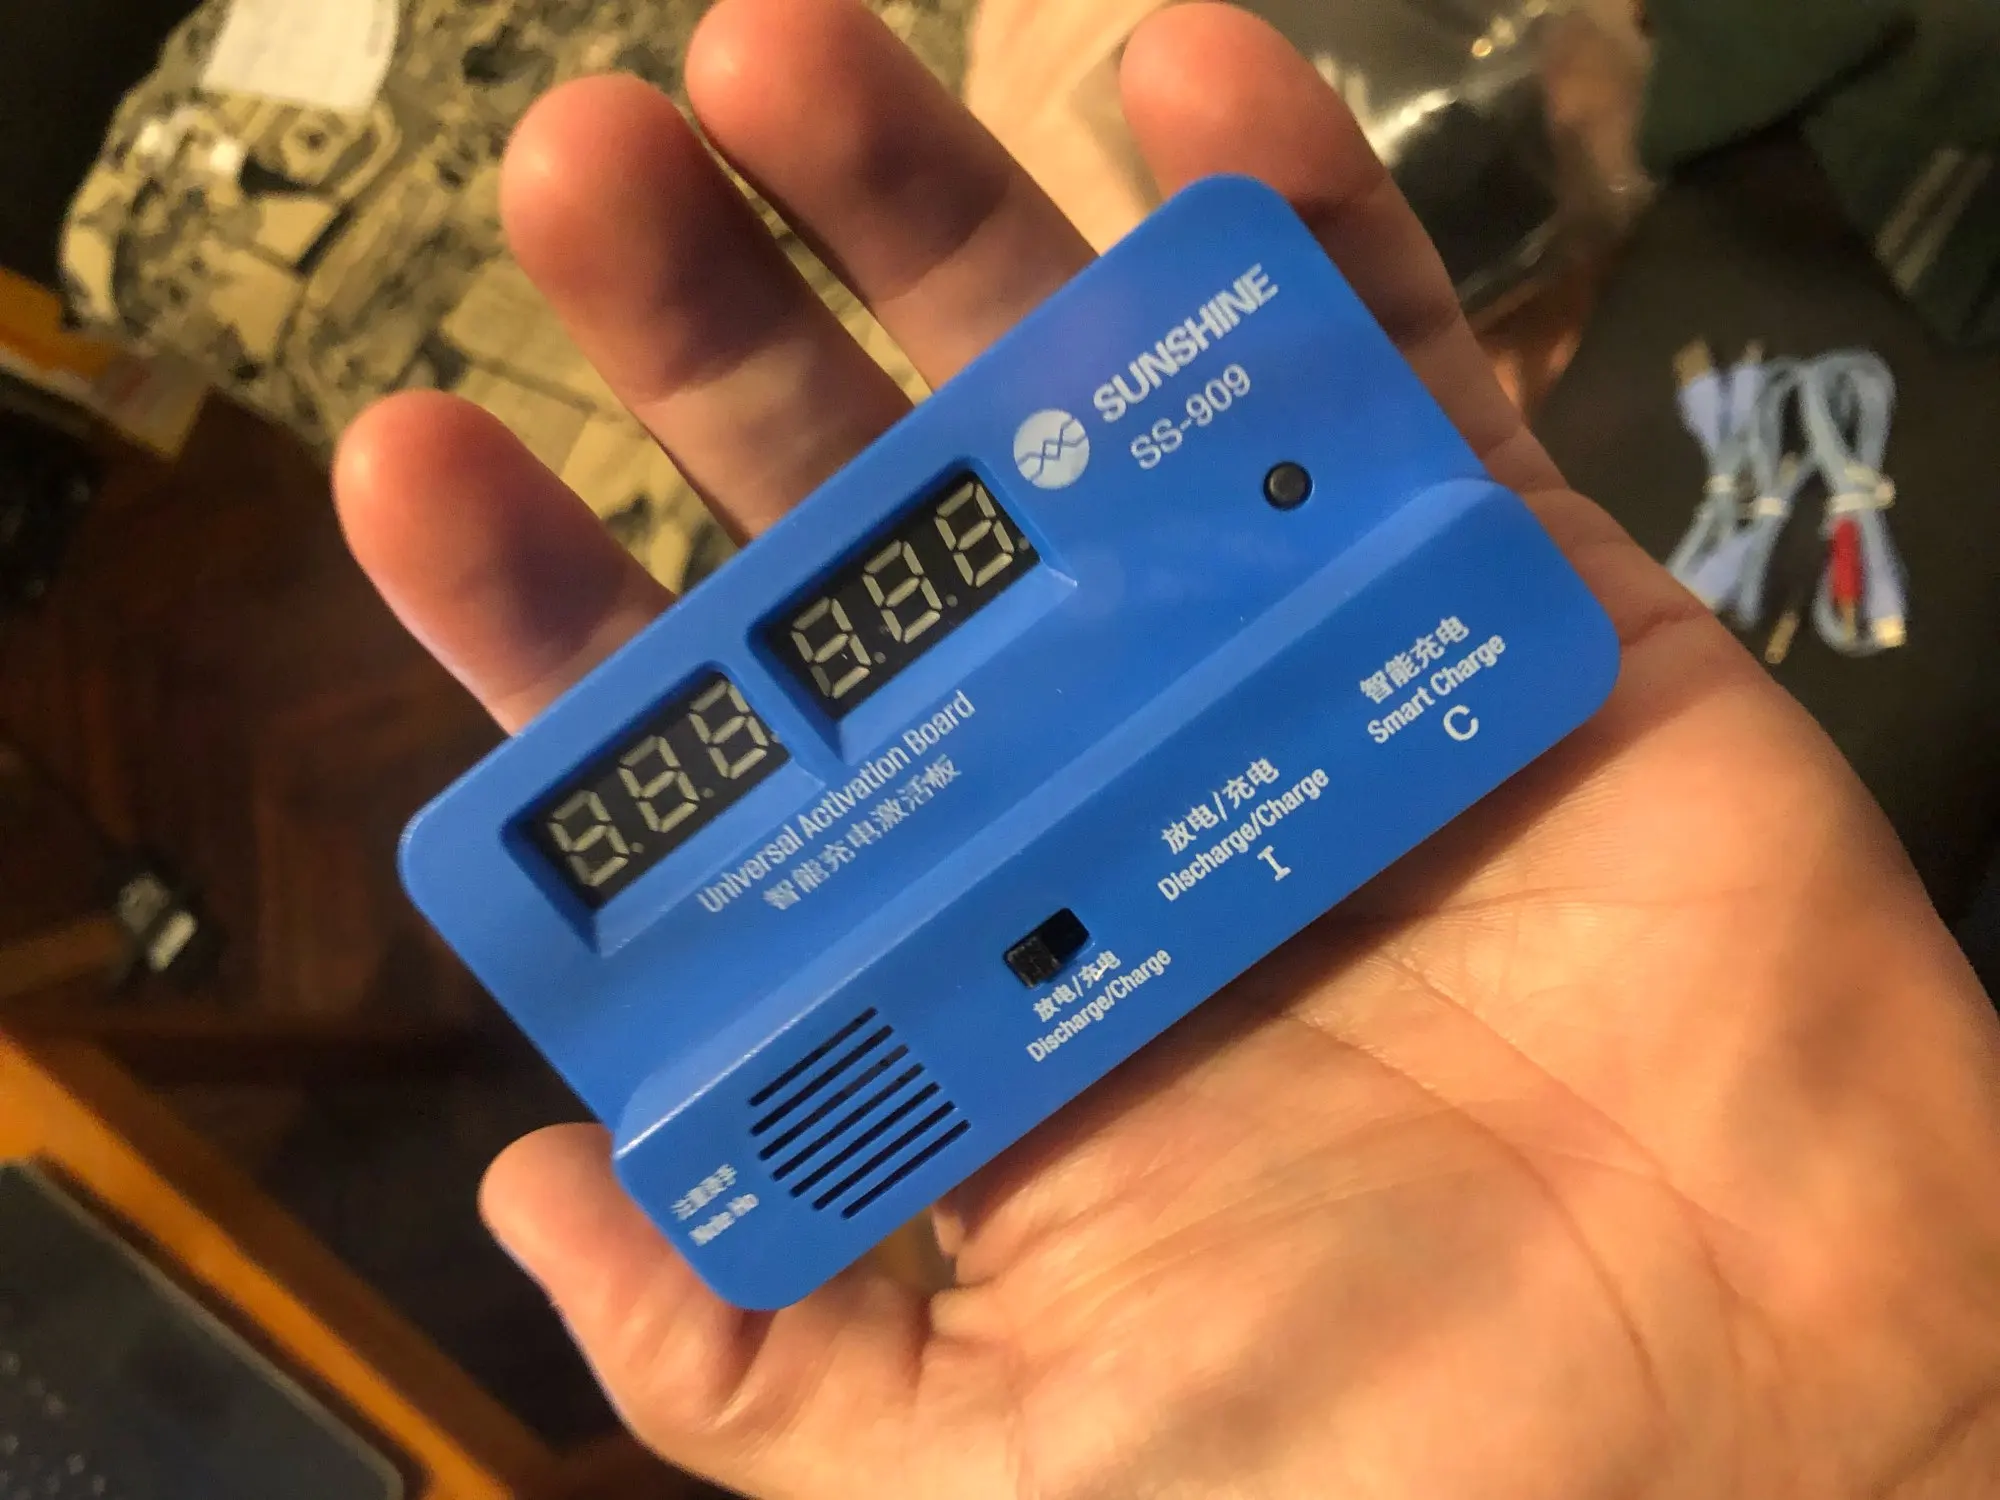 SUNSHINE
SS-909
Universal Activation Board
智能充电激活板
智能充电
Smart Charge
C
放电/充电
Discharge/Charge
I
放电/充电
Discharge/Charge